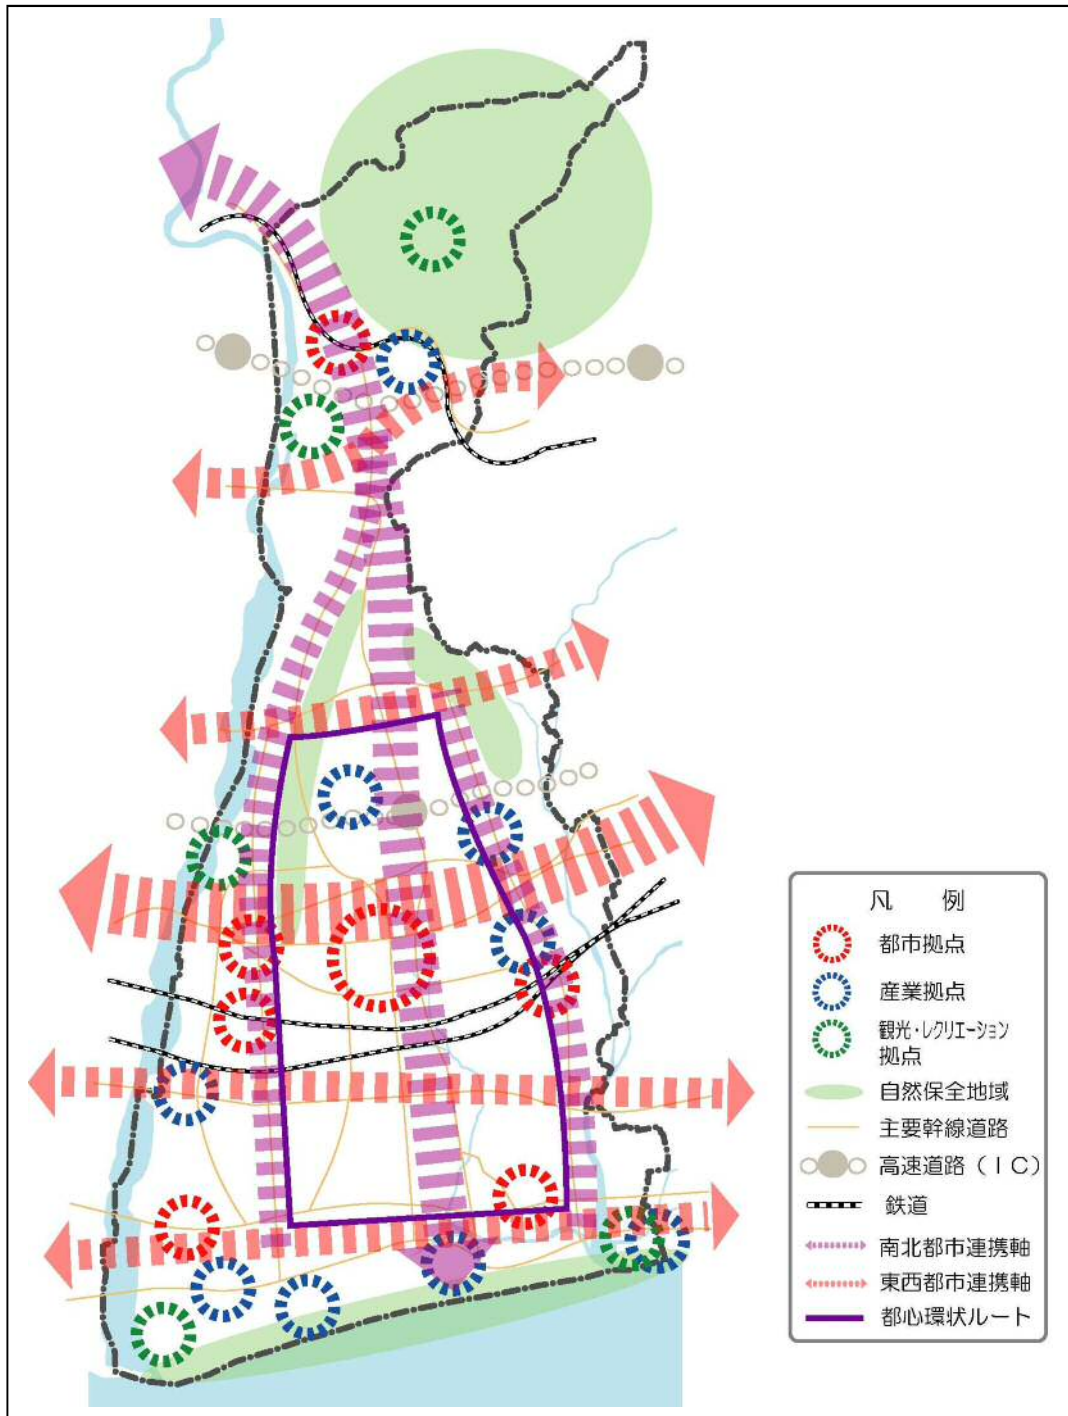 凡　例
都市拠点
産業拠点
観光・レクリエーション
拠点
自然保全地域
主要幹線道路
高速道路（ＩＣ）
鉄道
南北都市連携軸
東西都市連携軸
都心環状ルート